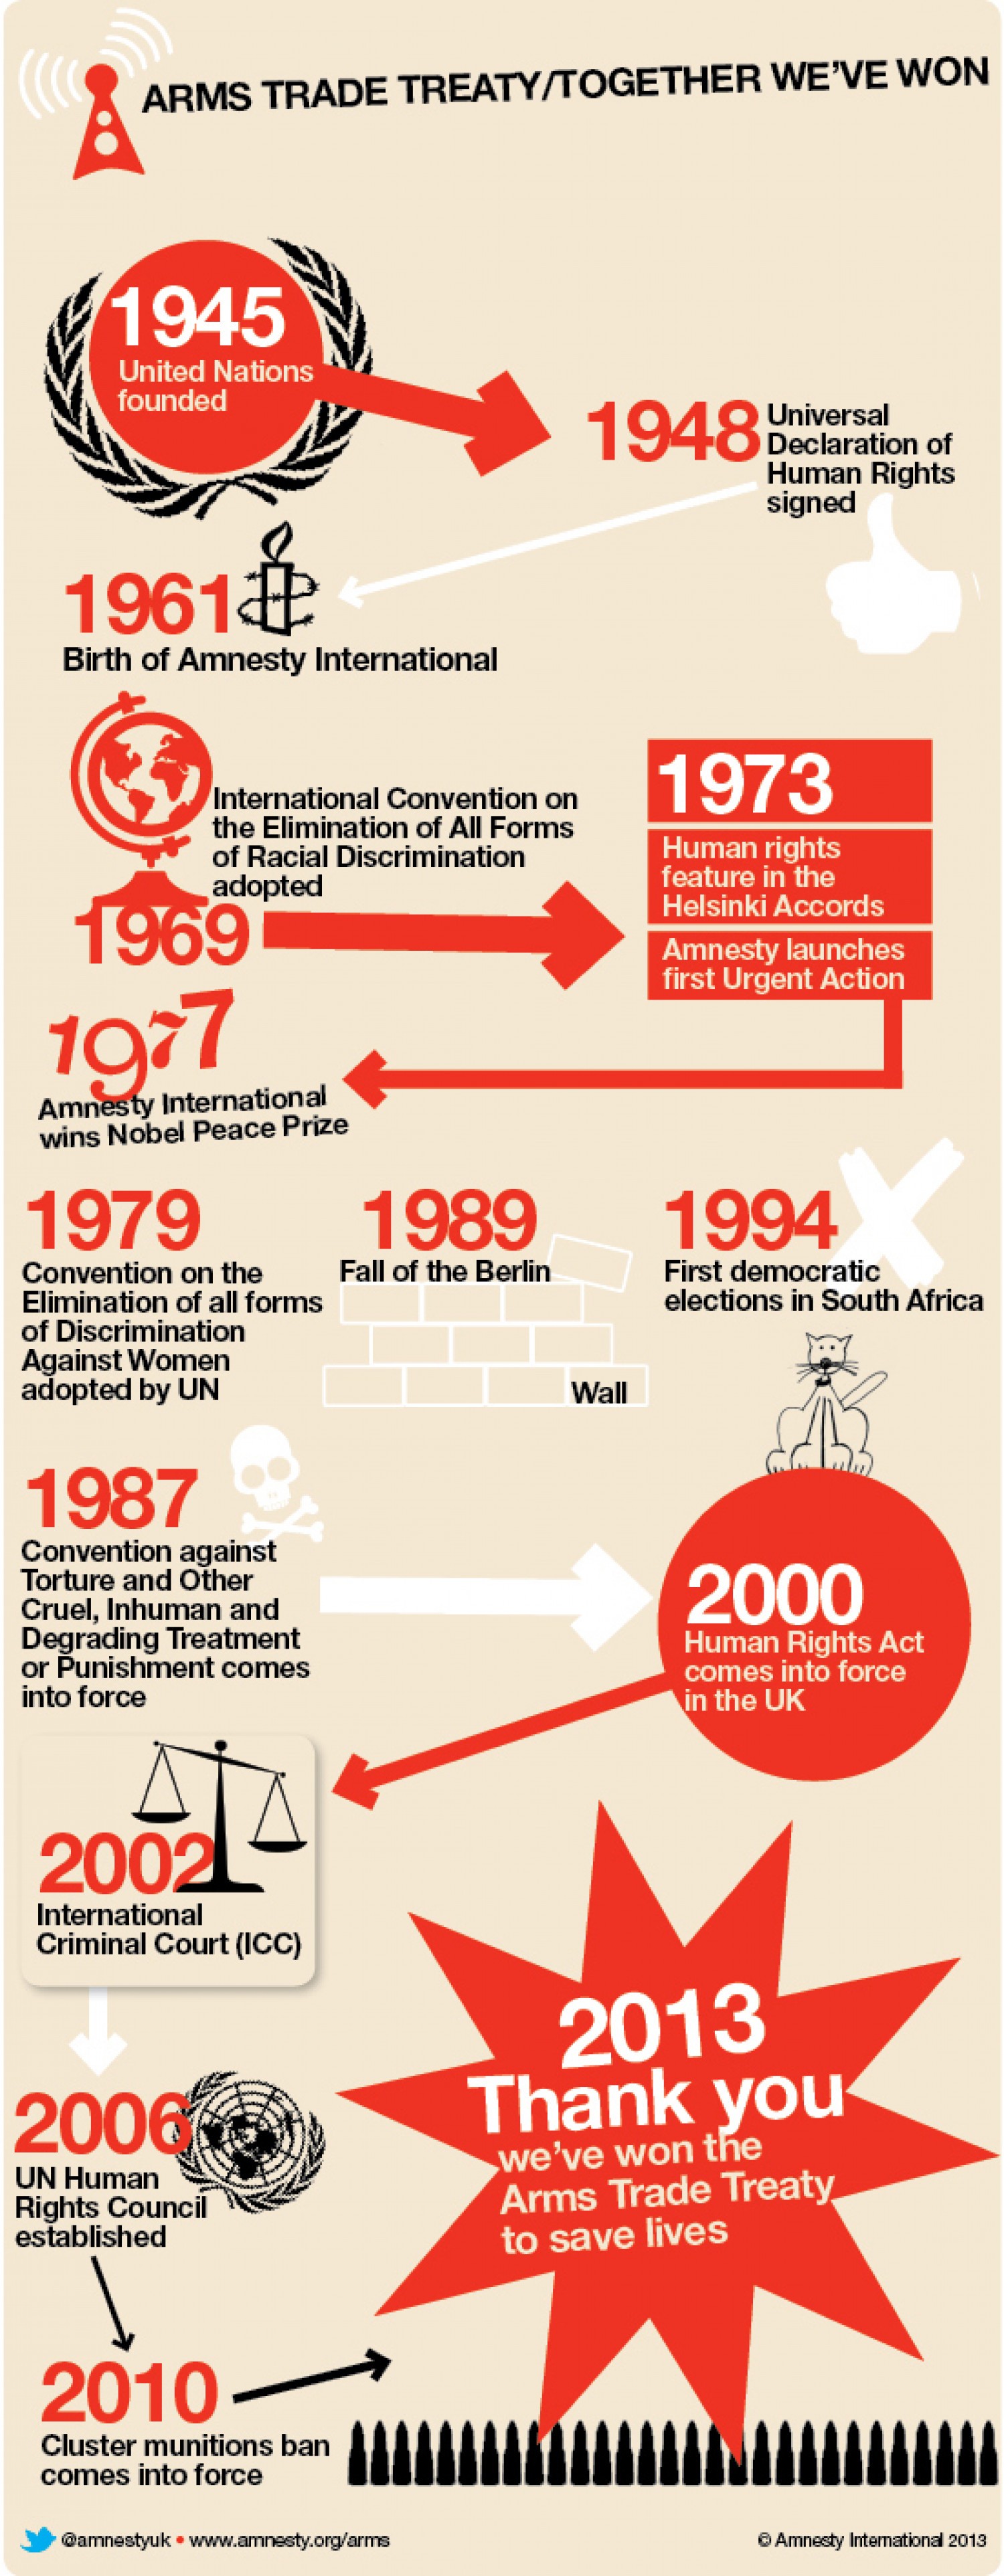 ARMS TRADE TREATY/TOGETHER WE'VE WON
1945
United Nations
founded
1948
Universal
Declaration of
Human Rights
signed
1961
Birth of Amnesty International
International Convention on
the Elimination of All Forms
of Racial Discrimination
adopted
1969
1973
Human rights
feature in the
Helsinki Accords
Amnesty launches
first Urgent Action
1977
Amnesty International
wins Nobel Peace Prize
1979
Convention on the
Elimination of all forms
of Discrimination
Against Women
adopted by UN
1989
Fall of the Berlin
Wall
1994
First democratic
elections in South Africa
1987
Convention against
Torture and Other
Cruel, Inhuman and
Degrading Treatment
or Punishment comes
into force
2000
Human Rights Act
comes into force
in the UK
2002
International
Criminal Court (ICC)
2006
UN Human
Rights Council
established
2010
Cluster munitions ban
comes into force
2013
Thank you
we've won the
Arms Trade Treaty
to save lives
@amnestyuk • www.amnesty.org/arms
© Amnesty International 2013